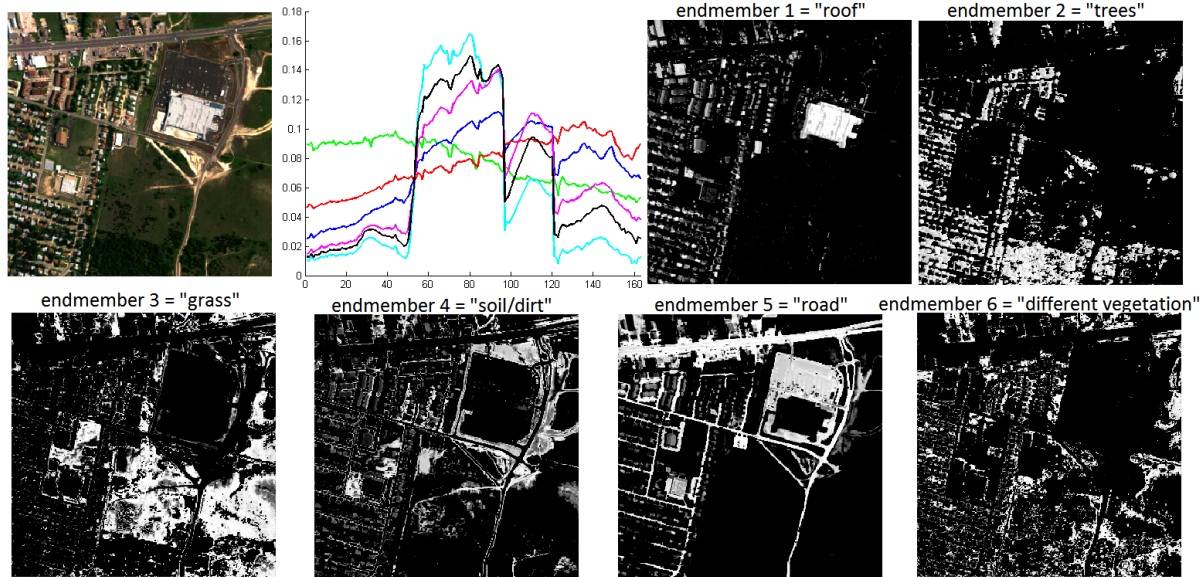 endmember 1 = "roof"
endmember 2 = "trees"
0.18
0.16
0.14
0.12
0.1
0.08
0.06
0.04
0.02
0
0 20 40 60 80 100 120 140 160
endmember 3 = "grass"
endmember 4 = "soil/dirt"
endmember 5 = "road"
endmember 6 = "different vegetation"